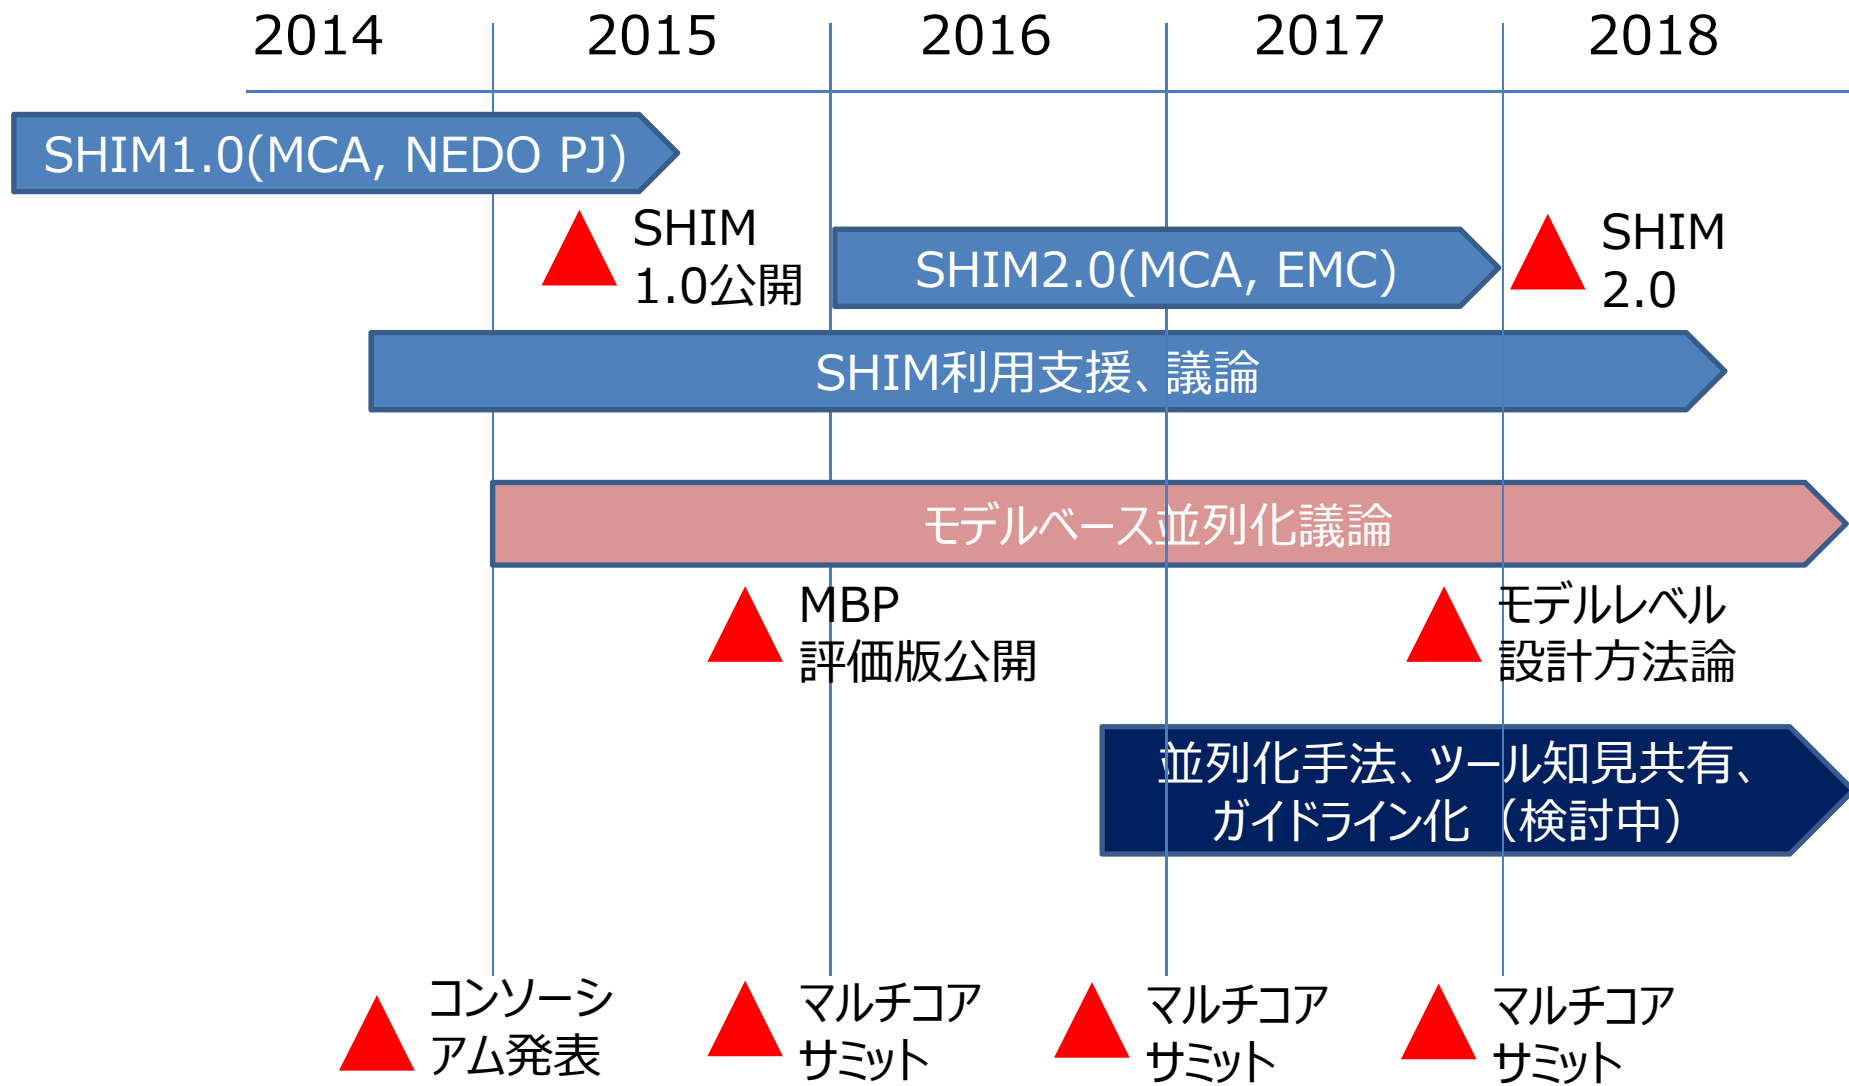 2014
2015
2016
2017
2018
SHIM1.0(MCA, NEDO PJ)
SHIM
1.0公開
SHIM2.0(MCA, EMC)
SHIM
2.0
SHIM利用支援、議論
モデルベース並列化議論
MBP
評価版公開
モデルレベル
設計方法論
並列化手法、ツール知見共有、
ガイドライン化（検討中）
コンソーシ
アム発表
マルチコア
サミット
マルチコア
サミット
マルチコア
サミット